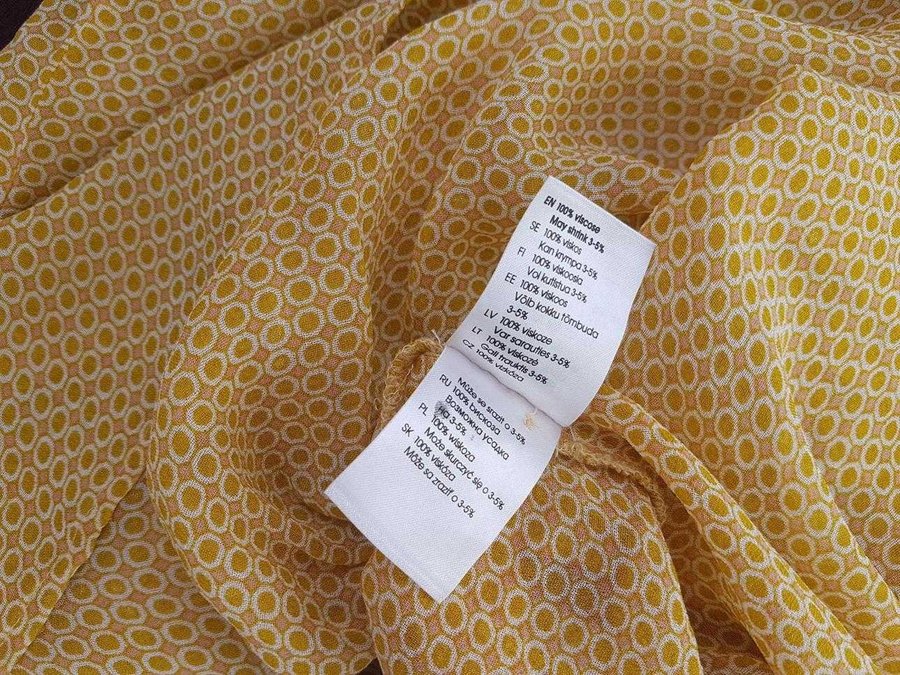 EN 100% viscose
May shrink 3-5%
SE 100% viskos
Kan krympa 3-5%
FI 100% viskoosia
Voi kutistua 3-5%
EE 100% viskoos
Võib kokku tõmbuda
3-5%
LV 100% viskoze
Var sarauties 3-5%
LT 100% viskozė
Gali trauktis 3-5%
CZ 100% viskóza
Může se srazit o 3-5%
RU 100% вискоза
Возможна усадка
на 3-5%
PL 100% wiskoza
Może skurczyć się o 3-5%
SK 100% viskóza
Môže sa zraziť o 3-5%